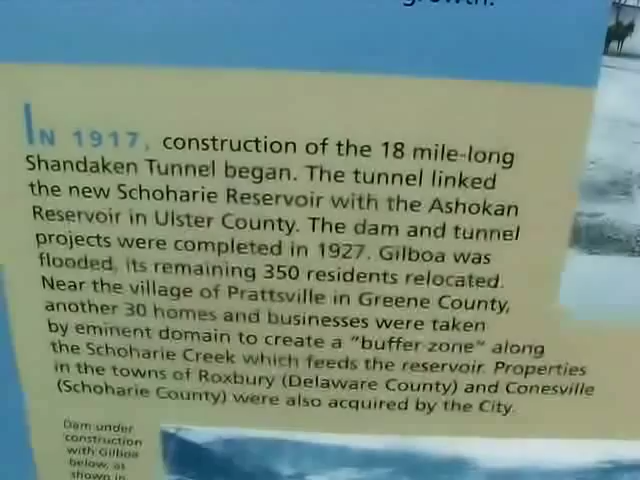 growth.
IN 1917, construction of the 18 mile-long
Shandaken Tunnel began. The tunnel linked
the new Schoharie Reservoir with the Ashokan
Reservoir in Ulster County. The dam and tunnel
projects were completed in 1927. Gilboa was
flooded, its remaining 350 residents relocated.
Near the village of Prattsville in Greene County,
another 30 homes and businesses were taken
by eminent domain to create a "buffer zone" along
the Schoharie Creek which feeds the reservoir. Properties
in the towns of Roxbury (Delaware County) and Conesville
(Schoharie County) were also acquired by the City.
Dam under
construction
with Gilboa
below, as
shown in